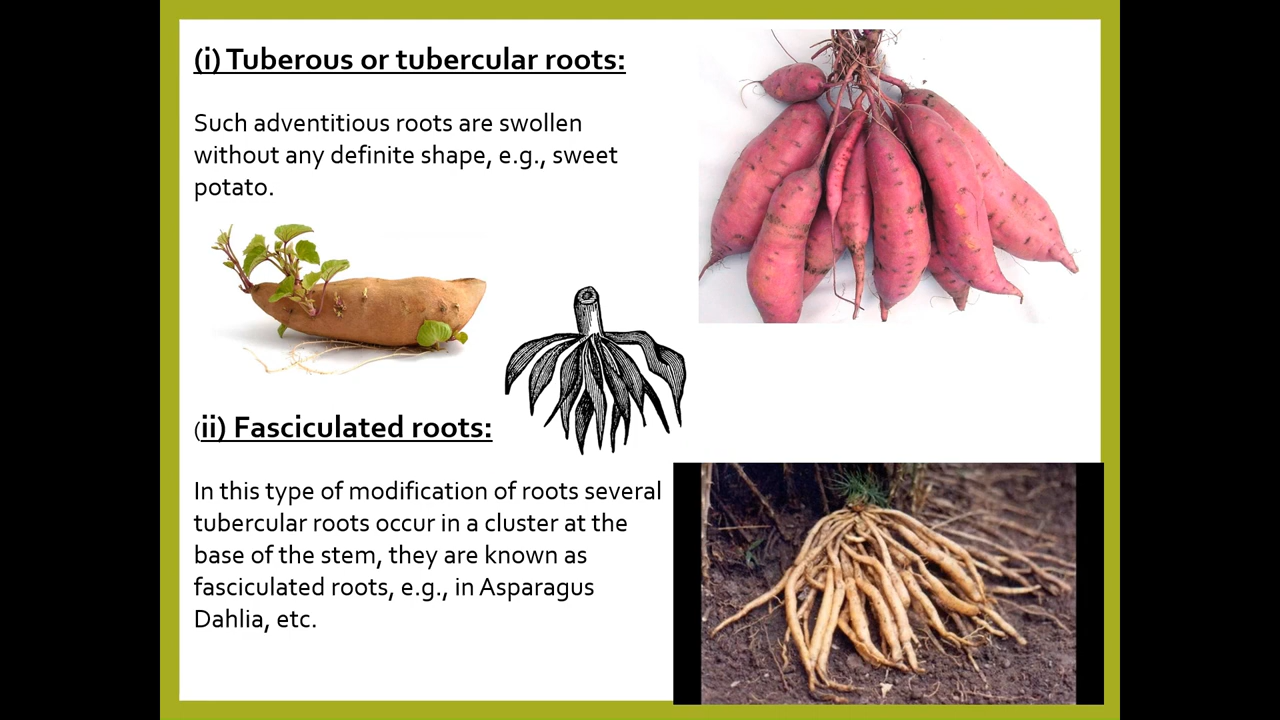 (i) Tuberous or tubercular roots:
Such adventitious roots are swollen
without any definite shape, e.g., sweet
potato.
(ii) Fasciculated roots:
In this type of modification of roots several
tubercular roots occur in a cluster at the
base of the stem, they are known as
fasciculated roots, e.g., in Asparagus
Dahlia, etc.